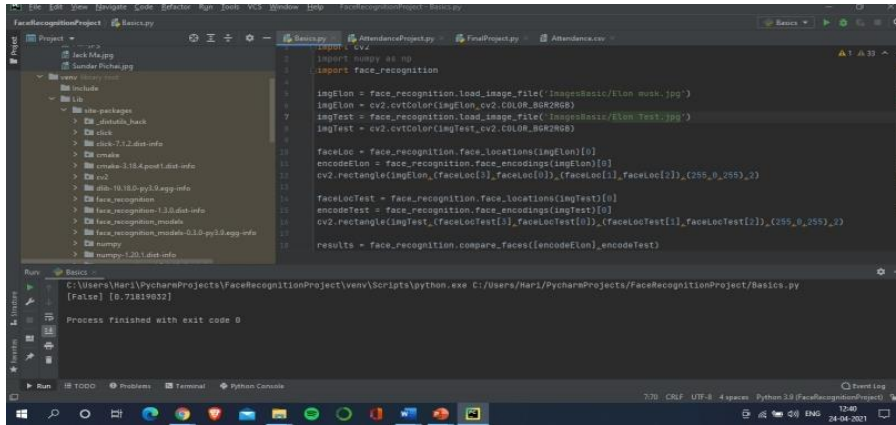 File Edit View Navigate Code Refactor Run Tools VCS Window Help FaceRecognitionProject - Basics.py
FaceRecognitionProject Basics.py
Basics
Project
Basics.py AttendanceProject.py FinalProject.py Attendance.csv
Jack Ma.jpg
Sundar Pichai.jpg
venv library root
Include
Lib
site-packages
_distutils_hack
click
click-7.1.2.dist-info
cmake
cmake-3.18.4.post1.dist-info
cv2
dlib-19.18.0-py3.9.egg-info
face_recognition
face_recognition-1.3.0.dist-info
face_recognition_models
face_recognition_models-0.3.0-py3.9.egg-info
numpy
numpy-1.20.1.dist-info
import cv2
import numpy as np
import face_recognition
imgElon = face_recognition.load_image_file('ImagesBasic/Elon musk.jpg')
imgElon = cv2.cvtColor(imgElon,cv2.COLOR_BGR2RGB)
imgTest = face_recognition.load_image_file('ImagesBasic/Elon Test.jpg')
imgTest = cv2.cvtColor(imgTest,cv2.COLOR_BGR2RGB)
faceLoc = face_recognition.face_locations(imgElon)[0]
encodeElon = face_recognition.face_encodings(imgElon)[0]
cv2.rectangle(imgElon,(faceLoc[3],faceLoc[0]),(faceLoc[1],faceLoc[2]),(255,0,255),2)
faceLocTest = face_recognition.face_locations(imgTest)[0]
encodeTest = face_recognition.face_encodings(imgTest)[0]
cv2.rectangle(imgTest,(faceLocTest[3],faceLocTest[0]),(faceLocTest[1],faceLocTest[2]),(255,0,255),2)
results = face_recognition.compare_faces([encodeElon],encodeTest)
1 33
Run: Basics
C:\Users\Hari\PycharmProjects\FaceRecognitionProject\venv\Scripts\python.exe C:/Users/Hari/PycharmProjects/FaceRecognitionProject/Basics.py
[False] [0.71819032]
Process finished with exit code 0
Structure
Favorites
Run TODO Problems Terminal Python Console
Event Log
7:70 CRLF UTF-8 4 spaces Python 3.9 (FaceRecognitionProject)
ENG
12:40
24-04-2021